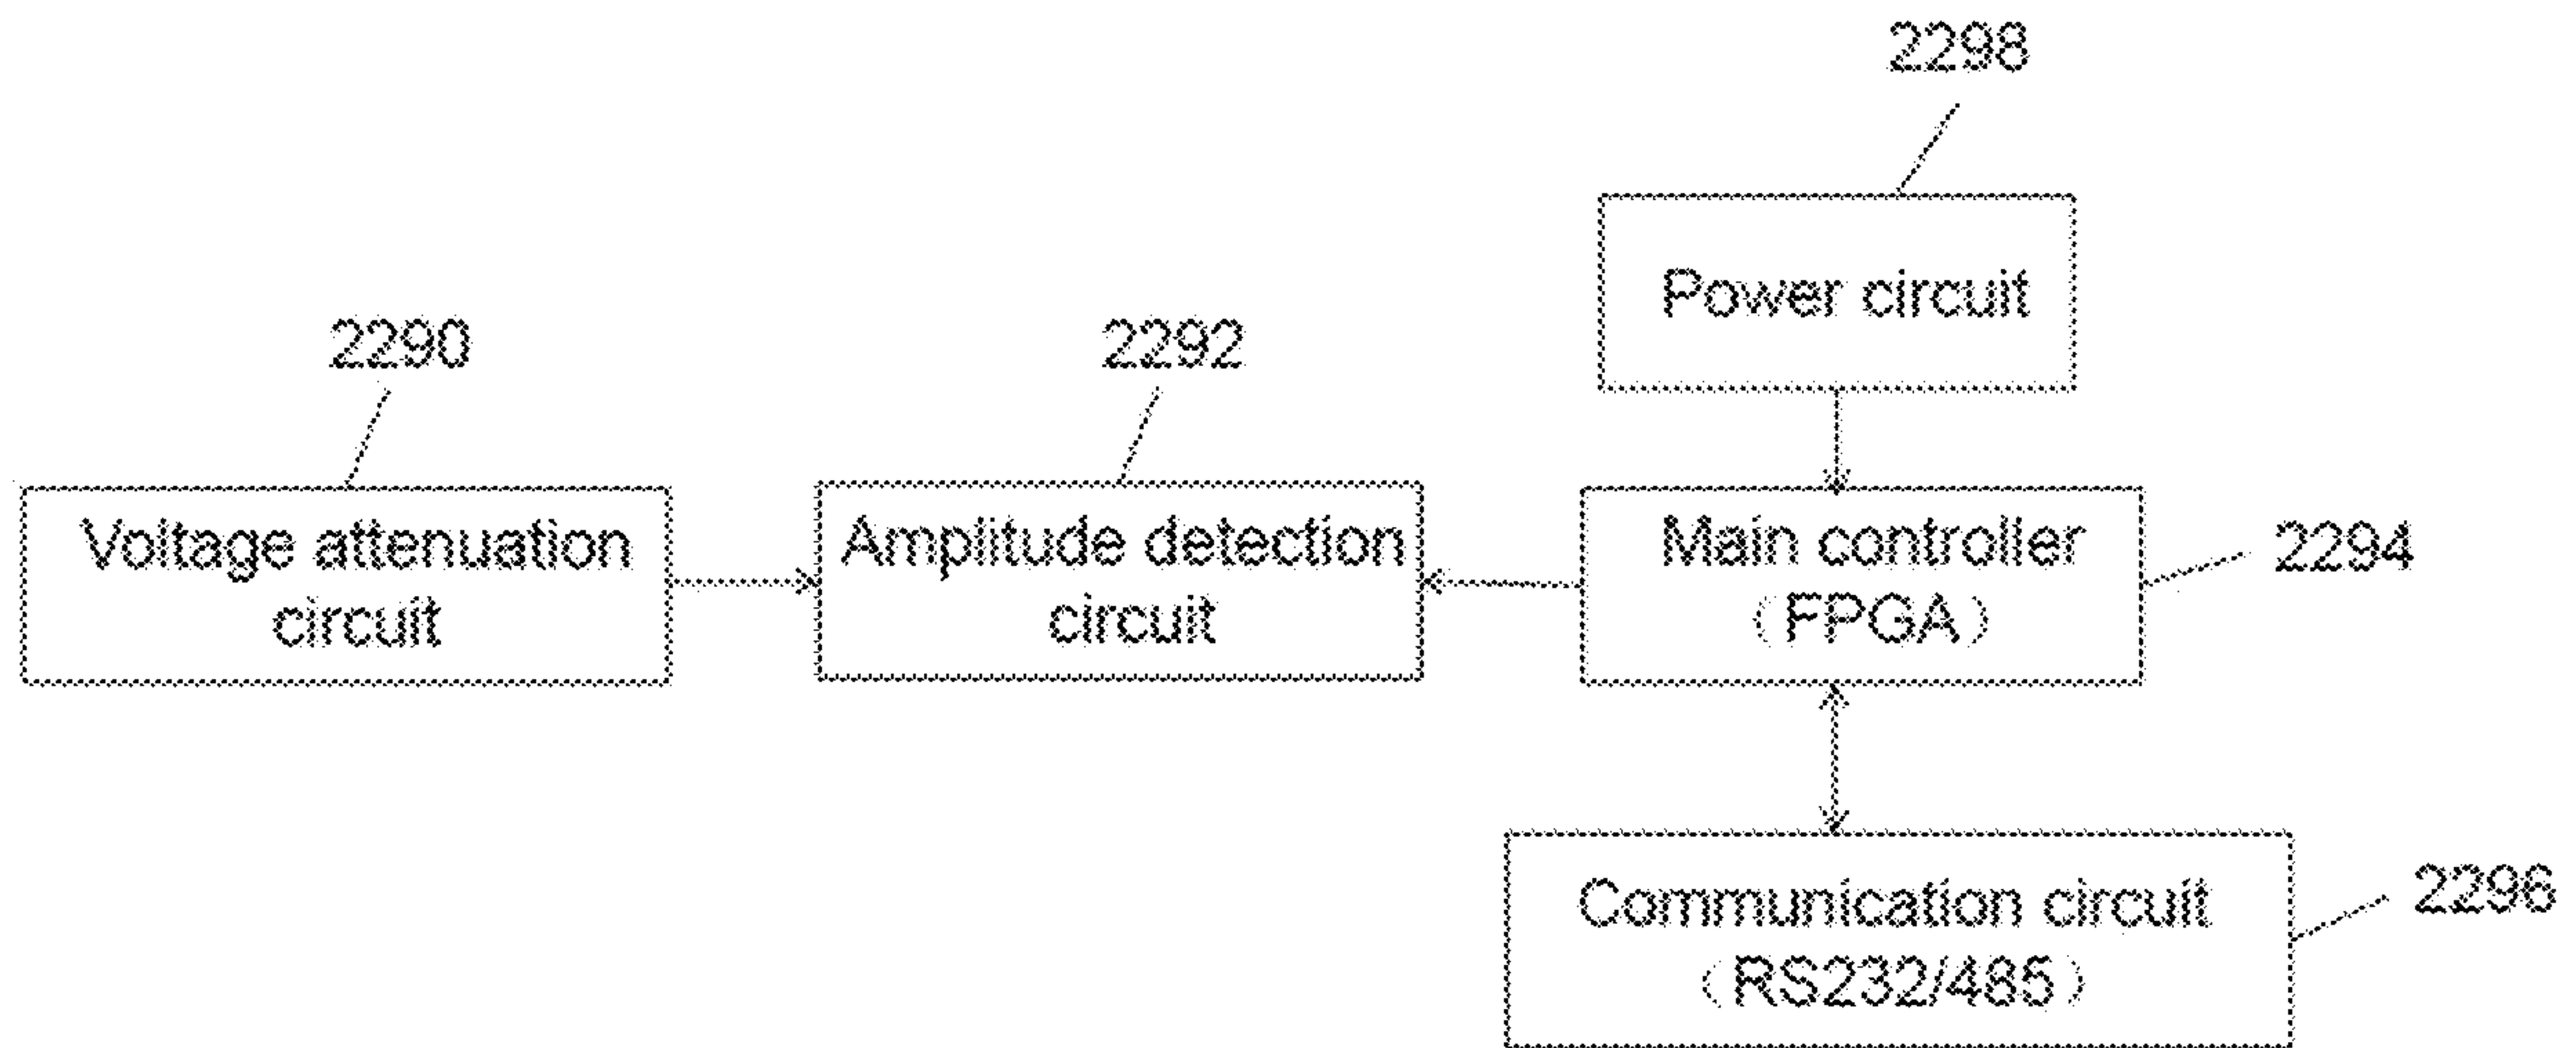 2298
Power circuit
2290
2292
Voltage attenuation
circuit
Amplitude detection
circuit
Main controller
（FPGA）
2294
Communication circuit
（RS232/485）
2296